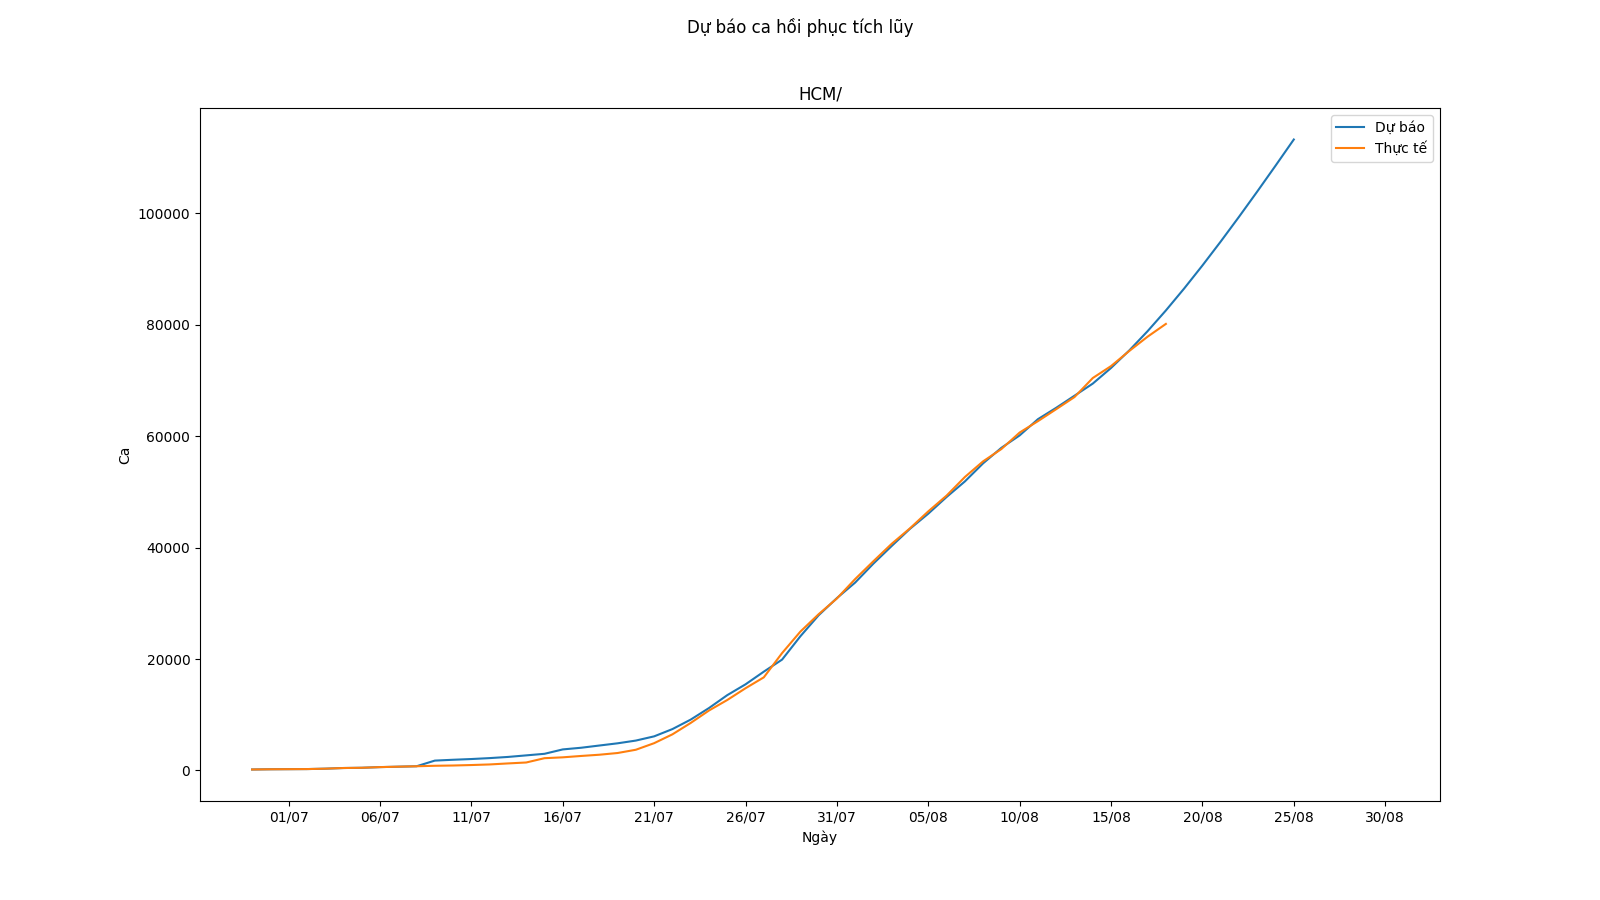 Dự báo ca hồi phục tích lũy
HCM/
Dự báo
Thực tế
100000
80000
60000
40000
20000
0
Ca
01/07 06/07 11/07 16/07 21/07 26/07 31/07 05/08 10/08 15/08 20/08 25/08 30/08
Ngày